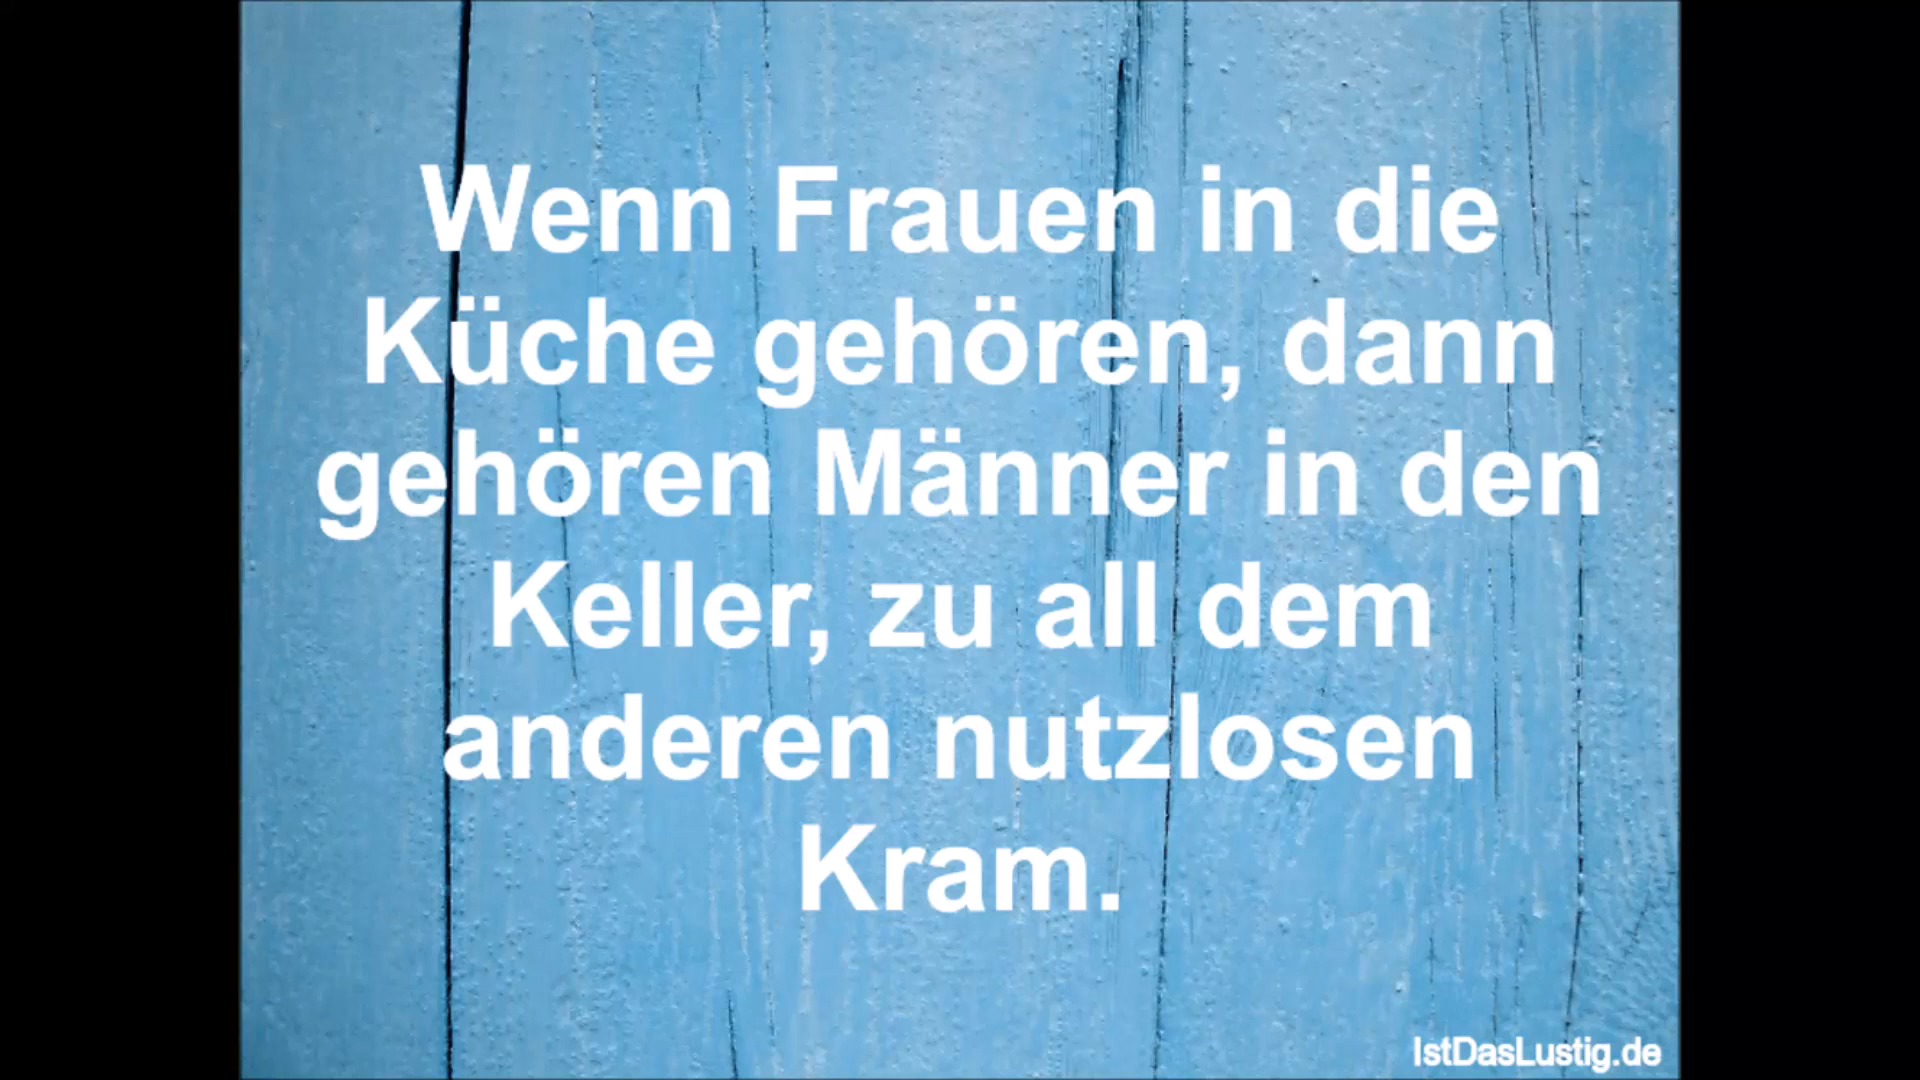 Wenn Frauen in die
Küche gehören, dann
gehören Männer in den
Keller, zu all dem
anderen nutzlosen
Kram.
IstDasLustig.de